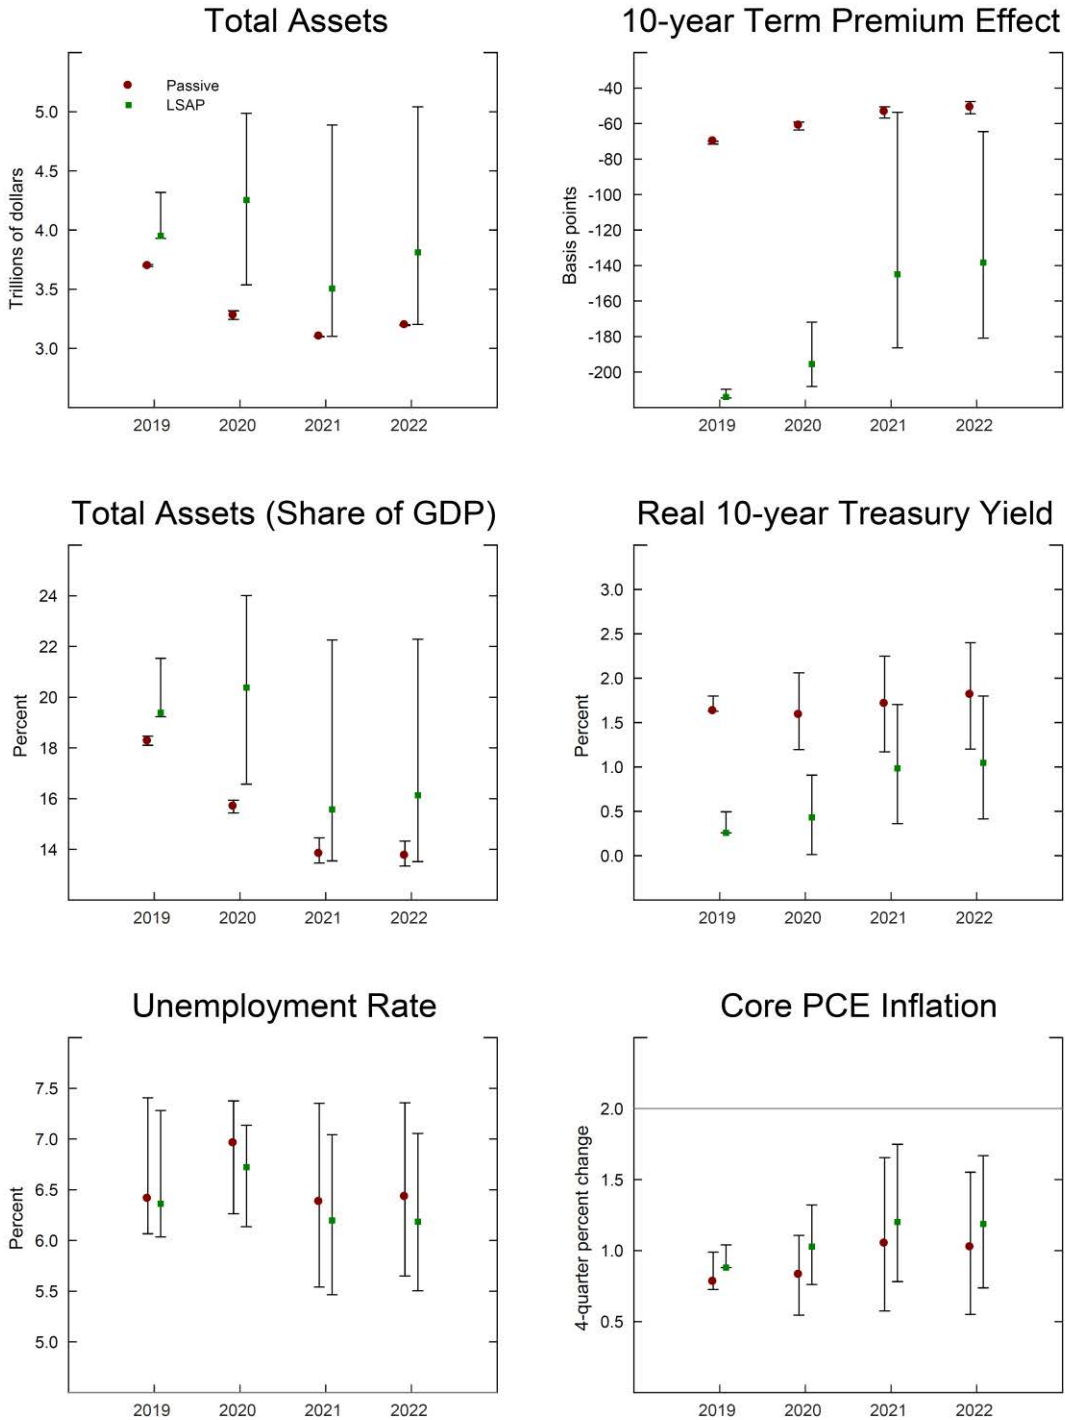 Total Assets
Trillions of dollars
Passive
LSAP
5.0
4.5
4.0
3.5
3.0
2019 2020 2021 2022
10-year Term Premium Effect
Basis points
-40
-60
-80
-100
-120
-140
-160
-180
-200
2019 2020 2021 2022
Total Assets (Share of GDP)
Percent
24
22
20
18
16
14
2019 2020 2021 2022
Real 10-year Treasury Yield
Percent
3.0
2.5
2.0
1.5
1.0
0.5
0.0
2019 2020 2021 2022
Unemployment Rate
Percent
7.5
7.0
6.5
6.0
5.5
5.0
2019 2020 2021 2022
Core PCE Inflation
4-quarter percent change
2.0
1.5
1.0
0.5
2019 2020 2021 2022